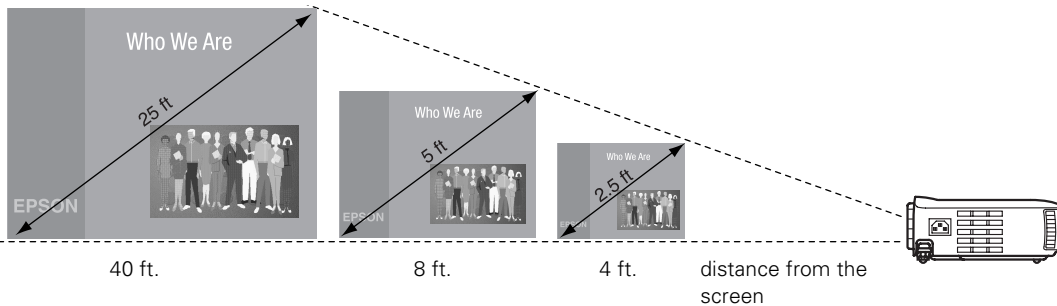 Who We Are
25 ft
EPSON
Who We Are
5 ft
EPSON
Who We Are
2.5 ft
EPSON
40 ft.
8 ft.
4 ft.
distance from the
screen